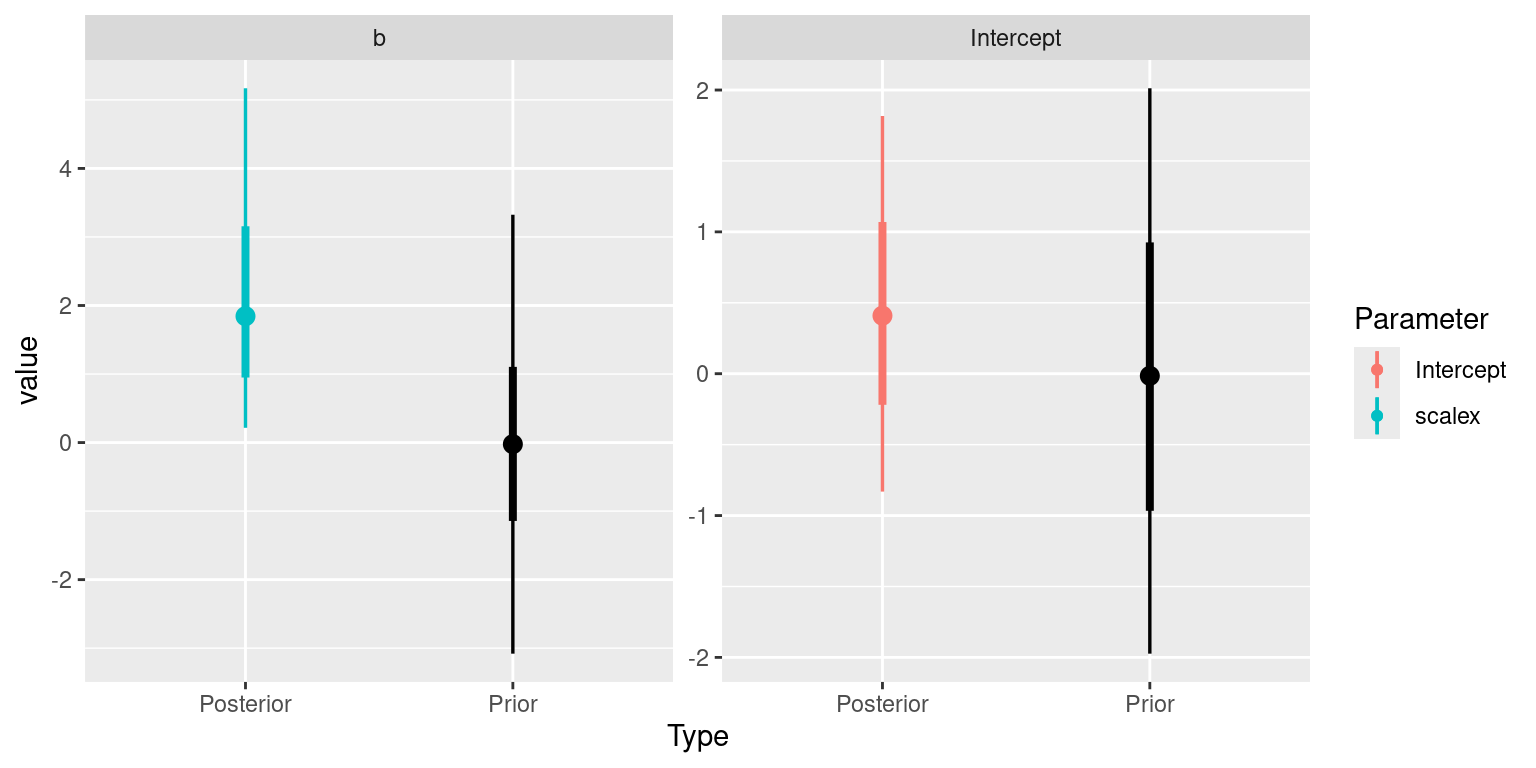 b
Intercept
value
4
2
0
-2
2
1
0
-1
-2
Posterior
Prior
Posterior
Prior
Type
Parameter
Intercept
scalex